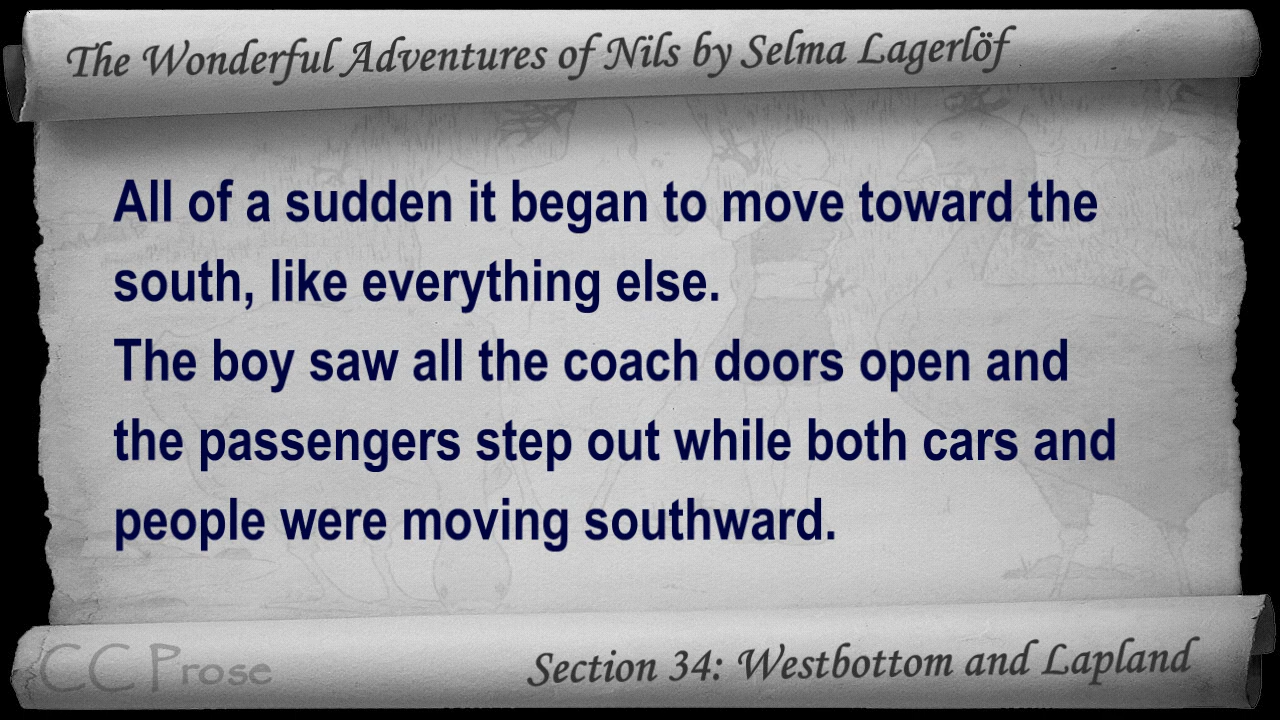 The Wonderful Adventures of Nils by Selma Lagerlöf
All of a sudden it began to move toward the
south, like everything else.
The boy saw all the coach doors open and
the passengers step out while both cars and
people were moving southward.
CC Prose
Section 34: Westbottom and Lapland